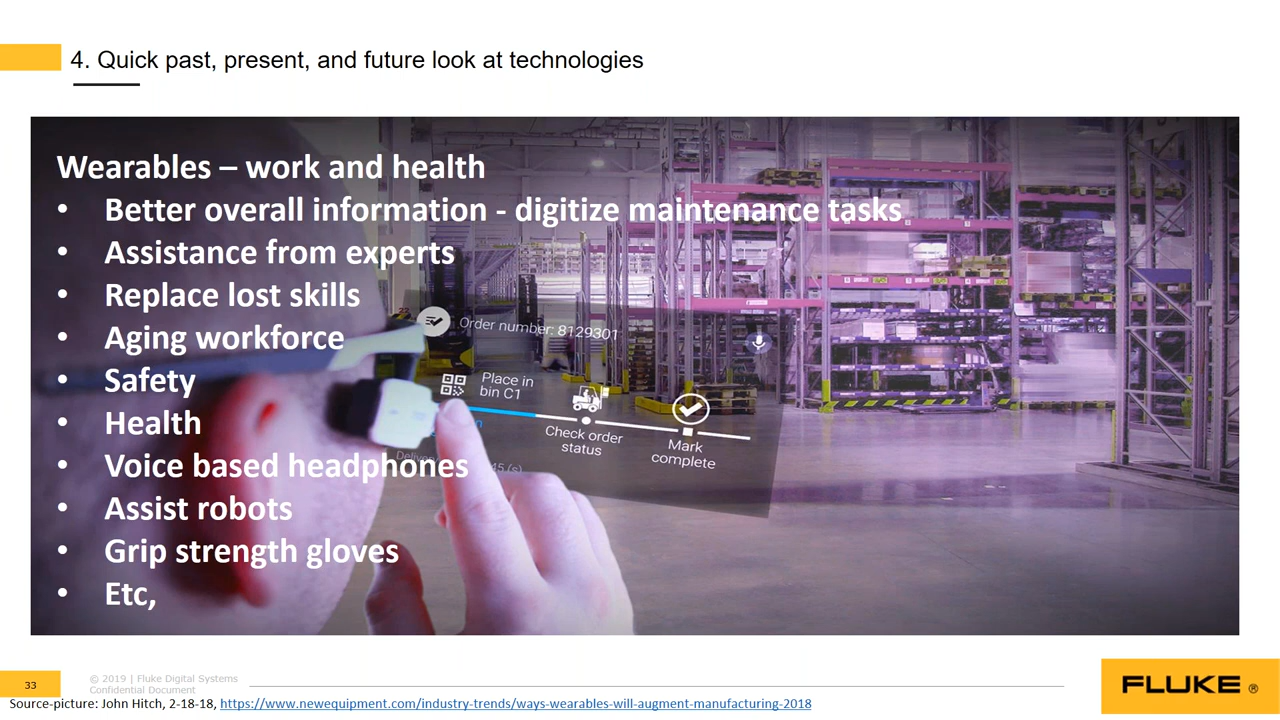 4. Quick past, present, and future look at technologies
Wearables – work and health
• Better overall information - digitize maintenance tasks
• Assistance from experts
• Replace lost skills
• Aging workforce
• Safety
• Health
• Voice based headphones
• Assist robots
• Grip strength gloves
• Etc,
Order number: 8129301
Place in
bin C1
Check order
status
Mark
complete
33
© 2019 | Fluke Digital Systems
Confidential Document
Source-picture: John Hitch, 2-18-18, https://www.newequipment.com/industry-trends/ways-wearables-will-augment-manufacturing-2018
FLUKE ®